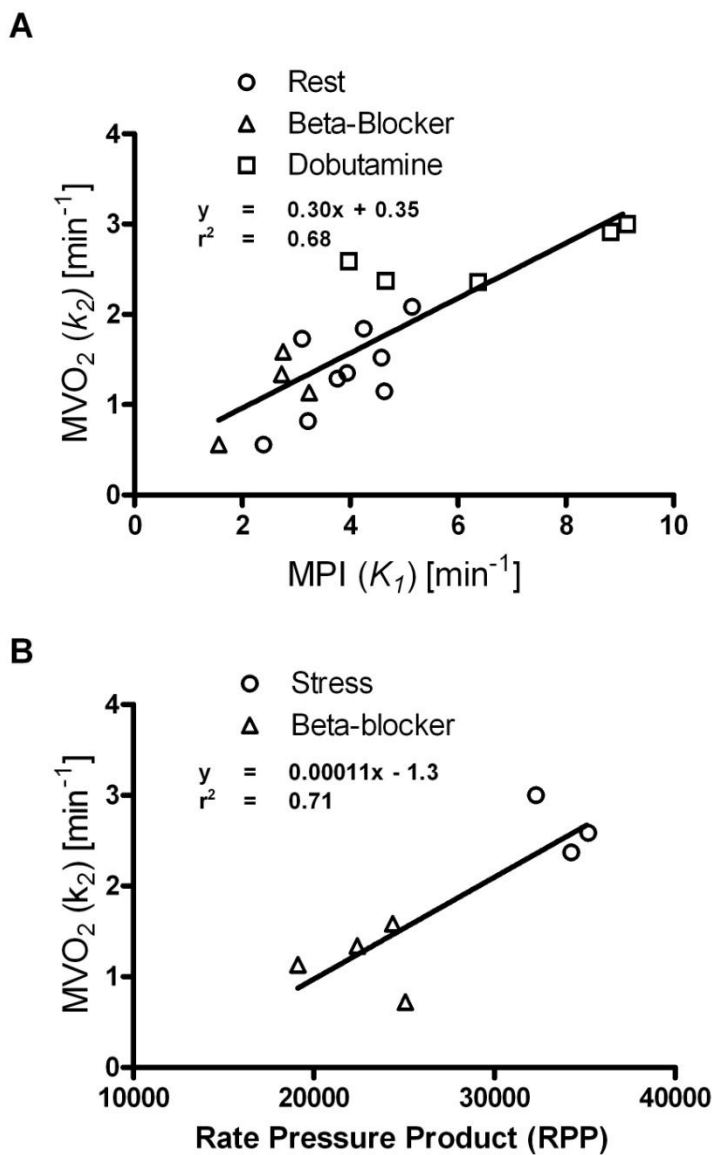 A
Rest
Beta-Blocker
Dobutamine
y = 0.30x + 0.35
r² = 0.68
MVO₂ (k₂) [min⁻¹]
4
3
2
1
0
0 2 4 6 8 10
MPI (K₁) [min⁻¹]
B
Stress
Beta-blocker
y = 0.00011x - 1.3
r² = 0.71
MVO₂ (k₂) [min⁻¹]
4
3
2
1
0
10000 20000 30000 40000
Rate Pressure Product (RPP)